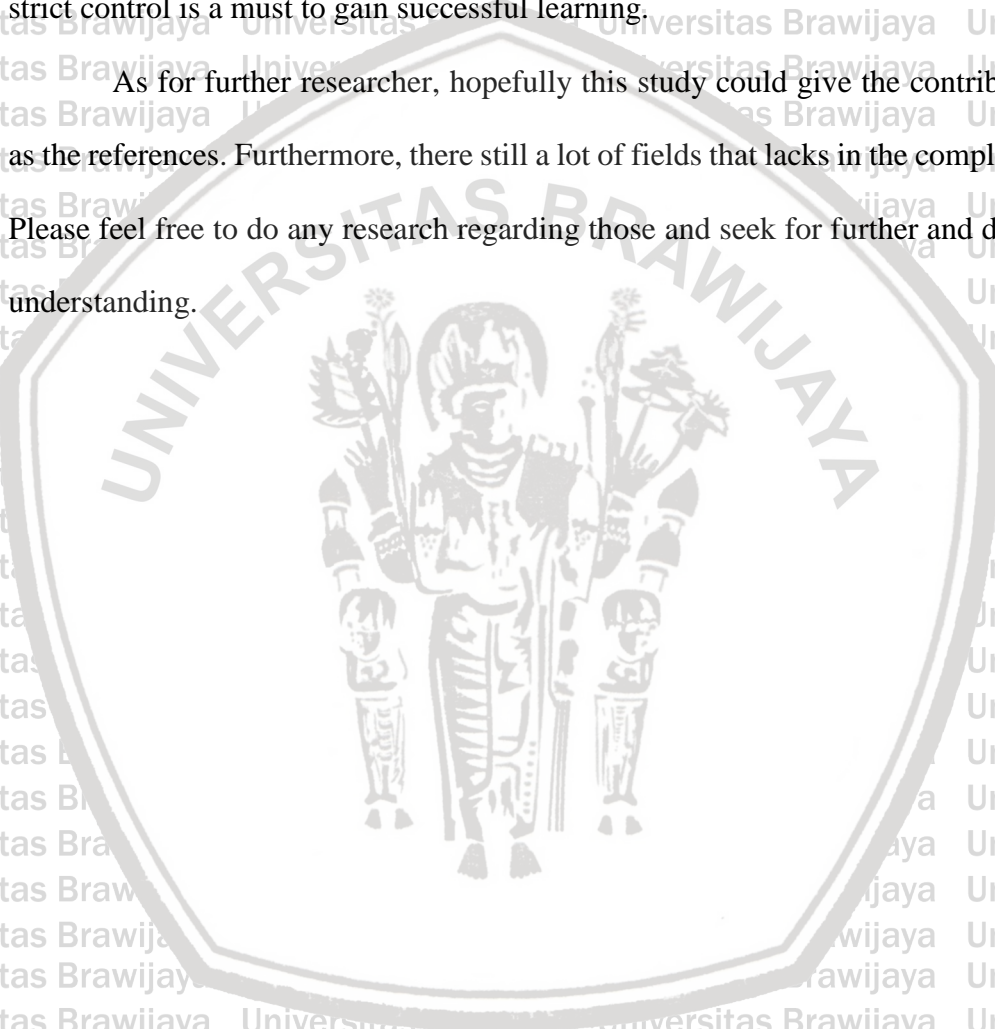 strict control is a must to gain successful learning.
As for further researcher, hopefully this study could give the
as the references. Furthermore, there still a lot of fields that lacks in the
Please feel free to do any research regarding those and seek for further and
understanding.
UNIVERSITAS BRAWIJAYA